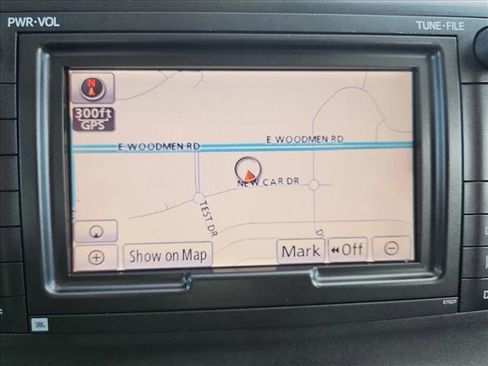 PWR•VOL
TUNE•FILE
300ft
GPS
E WOODMEN RD
E WOODMEN RD
NEW CAR DR
TEST DR
Show on Map
Mark
Off
JBL